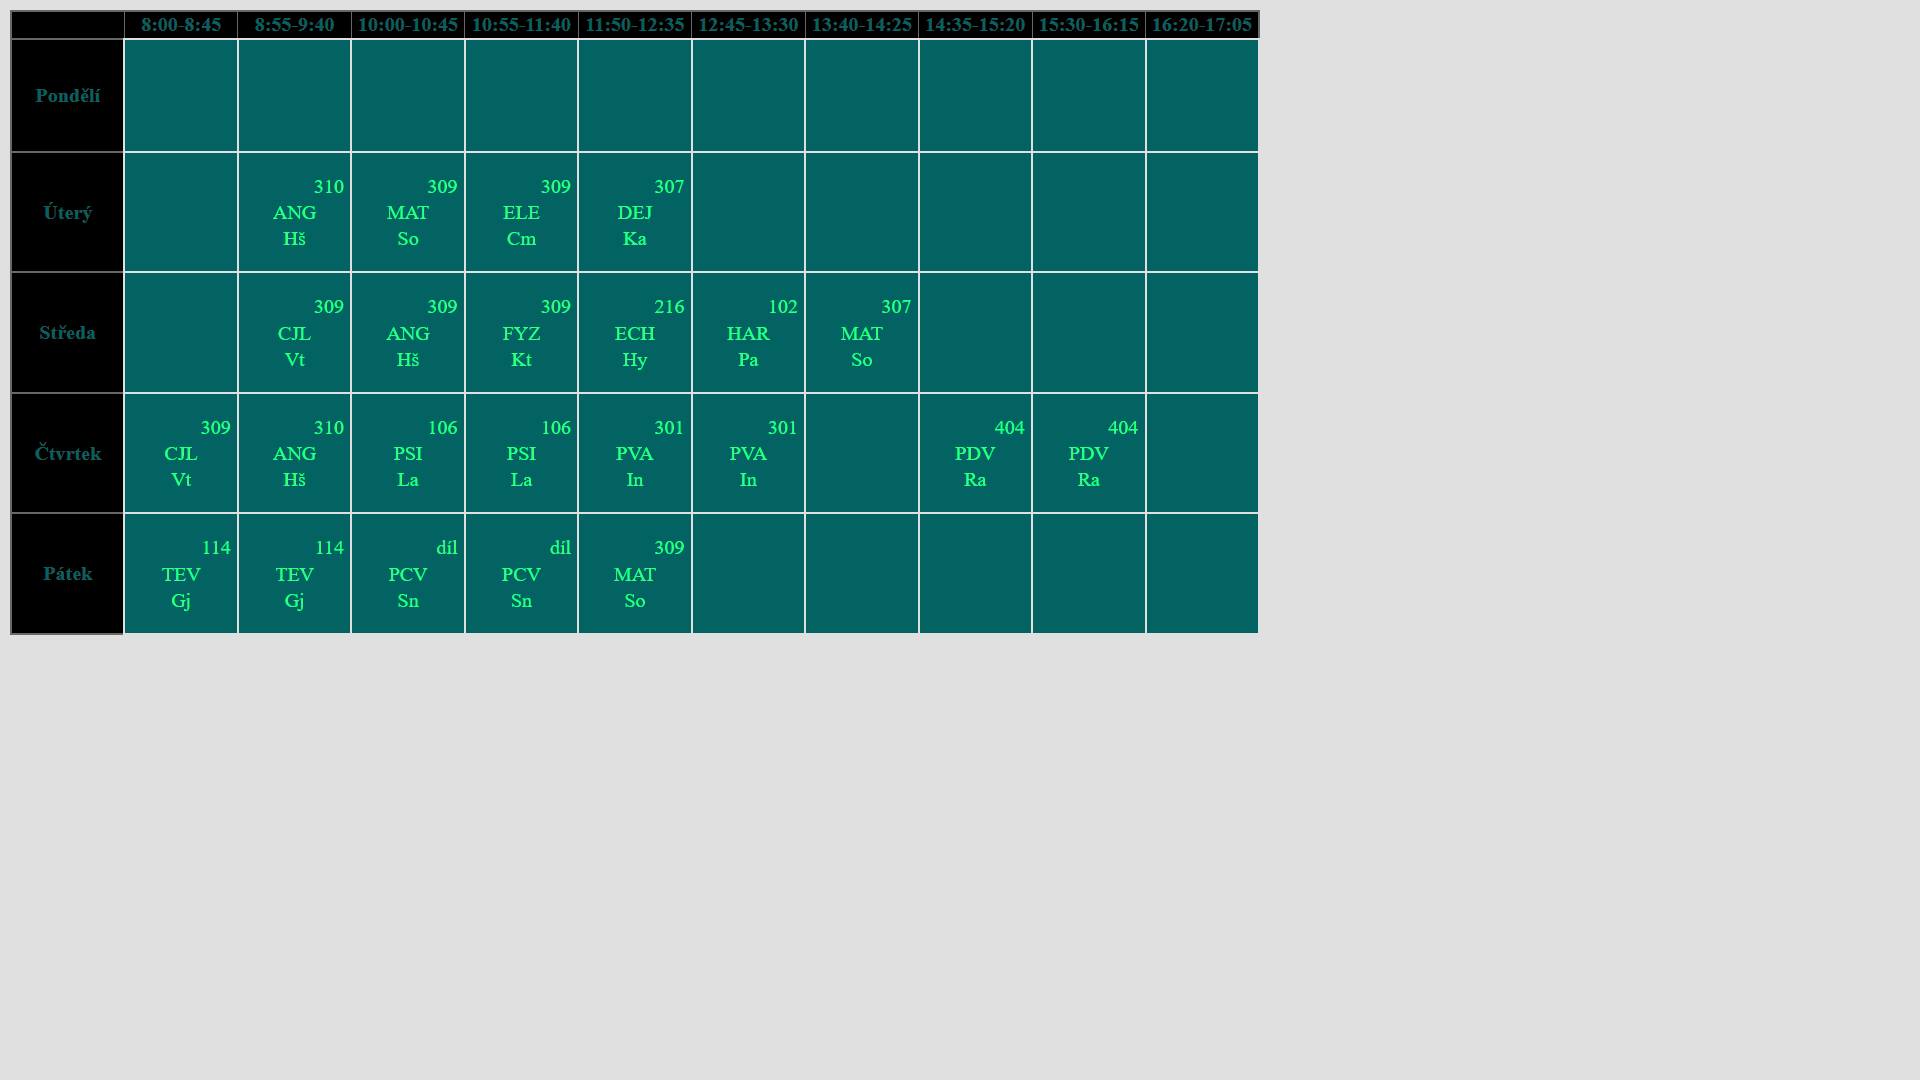 8:00-8:45 8:55-9:40 10:00-10:45 10:55-11:40 11:50-12:35 12:45-13:30 13:40-14:25 14:35-15:20 15:30-16:15 16:20-17:05
Pondělí
Úterý
310
ANG
Hš
309
MAT
So
309
ELE
Cm
307
DEJ
Ka
Středa
309
CJL
Vt
309
ANG
Hš
309
FYZ
Kt
216
ECH
Hy
102
HAR
Pa
307
MAT
So
Čtvrtek
309
CJL
Vt
310
ANG
Hš
106
PSI
La
106
PSI
La
301
PVA
In
301
PVA
In
404
PDV
Ra
404
PDV
Ra
Pátek
114
TEV
Gj
114
TEV
Gj
díl
PCV
Sn
díl
PCV
Sn
309
MAT
So